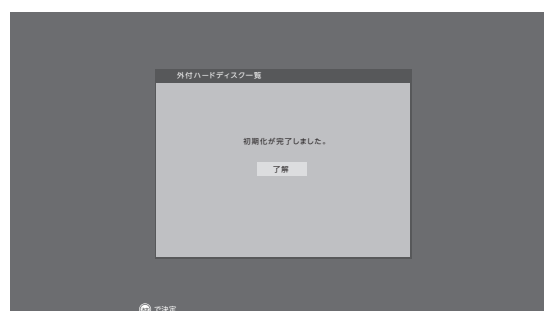 外付ハードディスク一覧
初期化が完了しました。
了解
で決定